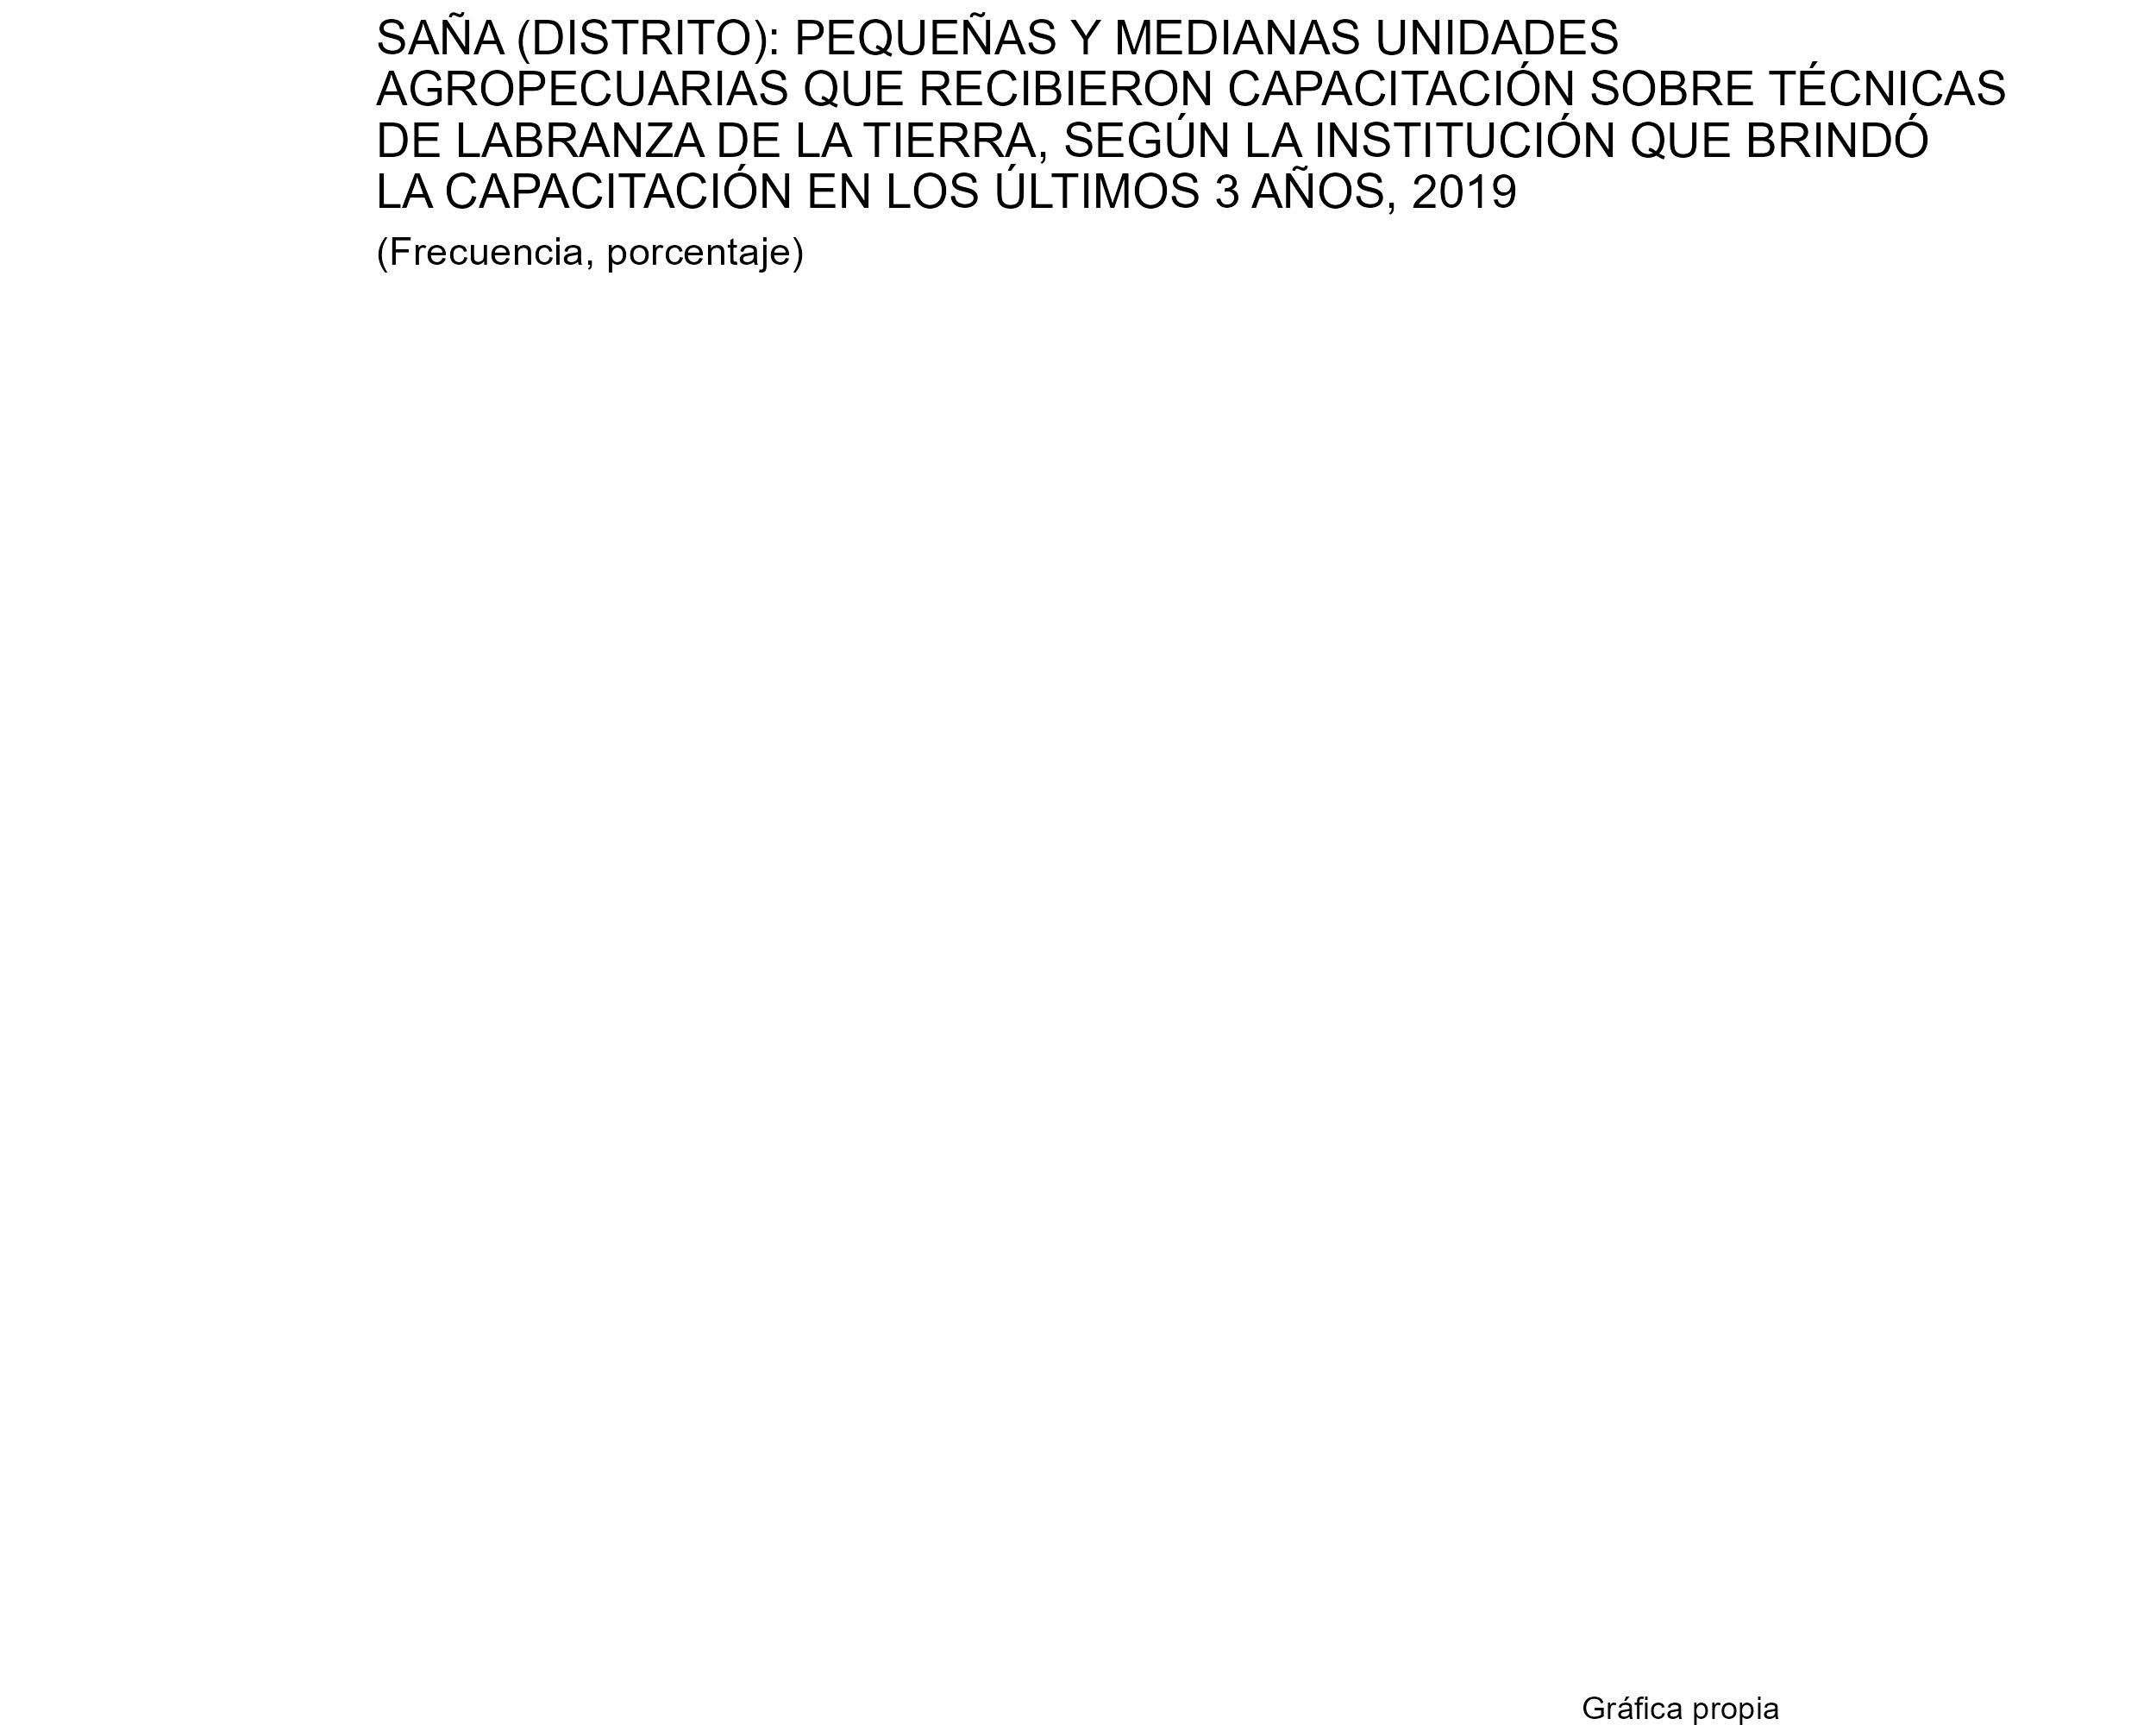 SAÑA (DISTRITO): PEQUEÑAS Y MEDIANAS UNIDADES
AGROPECUARIAS QUE RECIBIERON CAPACITACIÓN SOBRE TÉCNICAS
DE LABRANZA DE LA TIERRA, SEGÚN LA INSTITUCIÓN QUE BRINDÓ
LA CAPACITACIÓN EN LOS ÚLTIMOS 3 AÑOS, 2019
(Frecuencia, porcentaje)
Gráfica propia